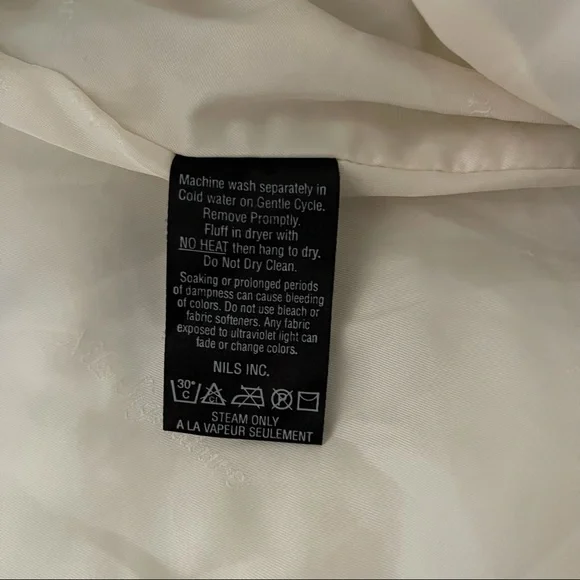 Machine wash separately in
Cold water on Gentle Cycle.
Remove Promptly.
Fluff in dryer with
NO HEAT then hang to dry.
Do Not Dry Clean.
Soaking or prolonged periods
of dampness can cause bleeding
of colors. Do not use bleach or
fabric softeners. Any fabric
exposed to ultraviolet light can
fade or change colors.
NILS INC.
30°
C
CL
STEAM ONLY
A LA VAPEUR SEULEMENT